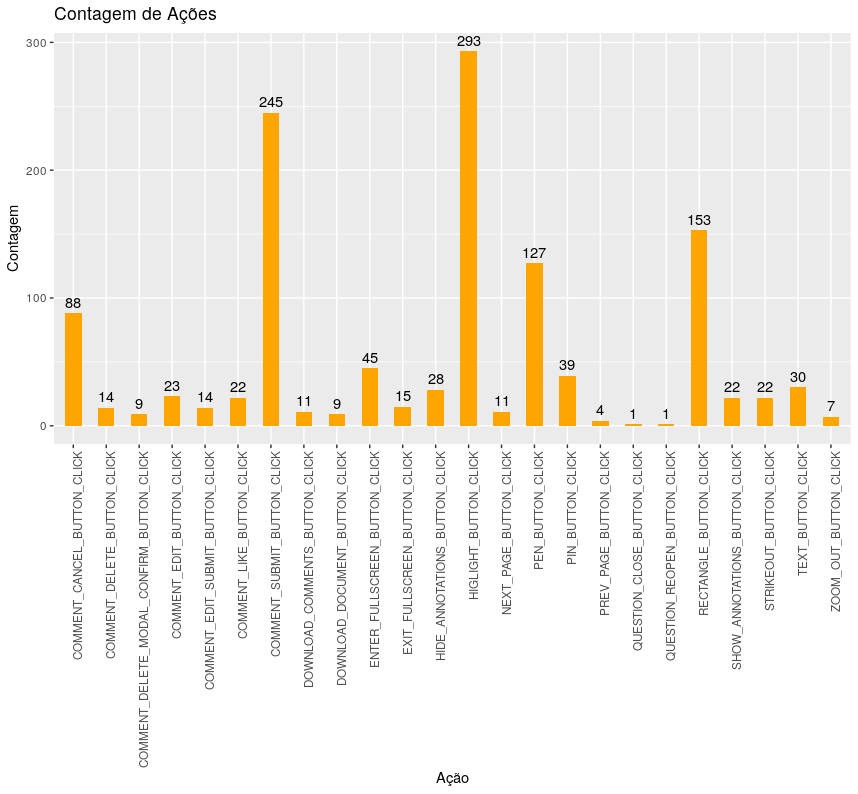 Contagem de Ações
Contagem
300
200
100
0
88
14
9
23
14
22
245
11
9
45
15
28
293
11
127
39
4
1
1
153
22
22
30
7
COMMENT_CANCEL_BUTTON_CLICK
COMMENT_DELETE_BUTTON_CLICK
COMMENT_DELETE_MODAL_CONFIRM_BUTTON_CLICK
COMMENT_EDIT_BUTTON_CLICK
COMMENT_EDIT_SUBMIT_BUTTON_CLICK
COMMENT_LIKE_BUTTON_CLICK
COMMENT_SUBMIT_BUTTON_CLICK
DOWNLOAD_COMMENTS_BUTTON_CLICK
DOWNLOAD_DOCUMENT_BUTTON_CLICK
ENTER_FULLSCREEN_BUTTON_CLICK
EXIT_FULLSCREEN_BUTTON_CLICK
HIDE_ANNOTATIONS_BUTTON_CLICK
HIGLIGHT_BUTTON_CLICK
NEXT_PAGE_BUTTON_CLICK
PEN_BUTTON_CLICK
PIN_BUTTON_CLICK
PREV_PAGE_BUTTON_CLICK
QUESTION_CLOSE_BUTTON_CLICK
QUESTION_REOPEN_BUTTON_CLICK
RECTANGLE_BUTTON_CLICK
SHOW_ANNOTATIONS_BUTTON_CLICK
STRIKEOUT_BUTTON_CLICK
TEXT_BUTTON_CLICK
ZOOM_OUT_BUTTON_CLICK
Ação